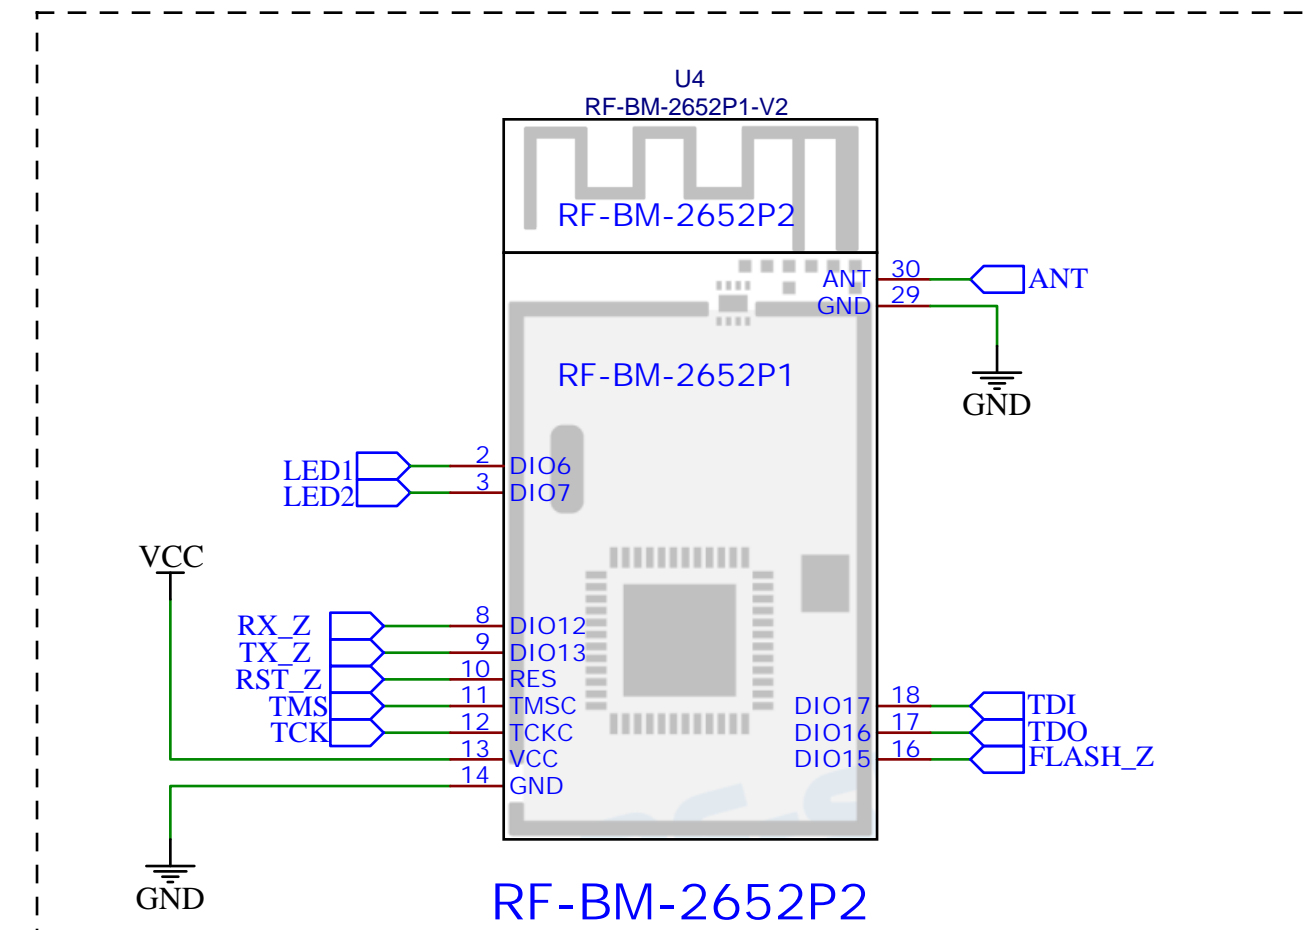 U4
RF-BM-2652P1-V2
RF-BM-2652P2
ANT 30 ANT
GND 29
RF-BM-2652P1
GND
LED1 2 DIO6
LED2 3 DIO7
VCC
RX_Z 8 DIO12
TX_Z 9 DIO13
RST_Z 10 RES
TMS 11 TMSC DIO17 18 TDI
TCK 12 TCKC DIO16 17 TDO
13 VCC DIO15 16 FLASH_Z
14 GND
GND
RF-BM-2652P2